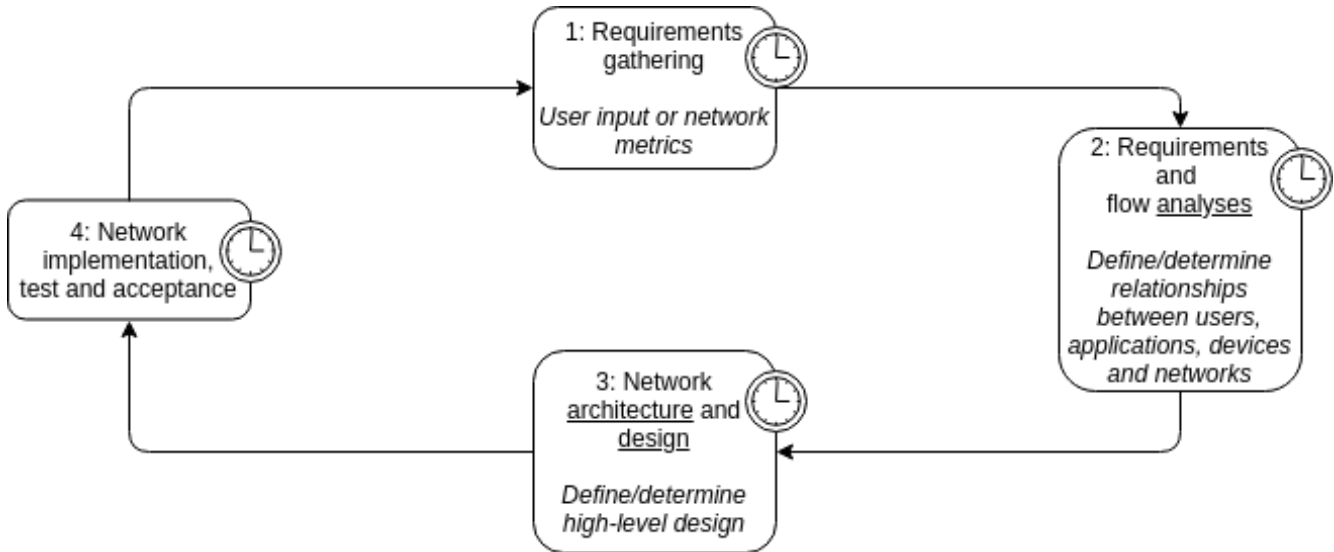 1: Requirements
gathering
User input or network
metrics
2: Requirements
and
flow analyses
Define/determine
relationships
between users,
applications, devices
and networks
3: Network
architecture and
design
Define/determine
high-level design
4: Network
implementation,
test and acceptance